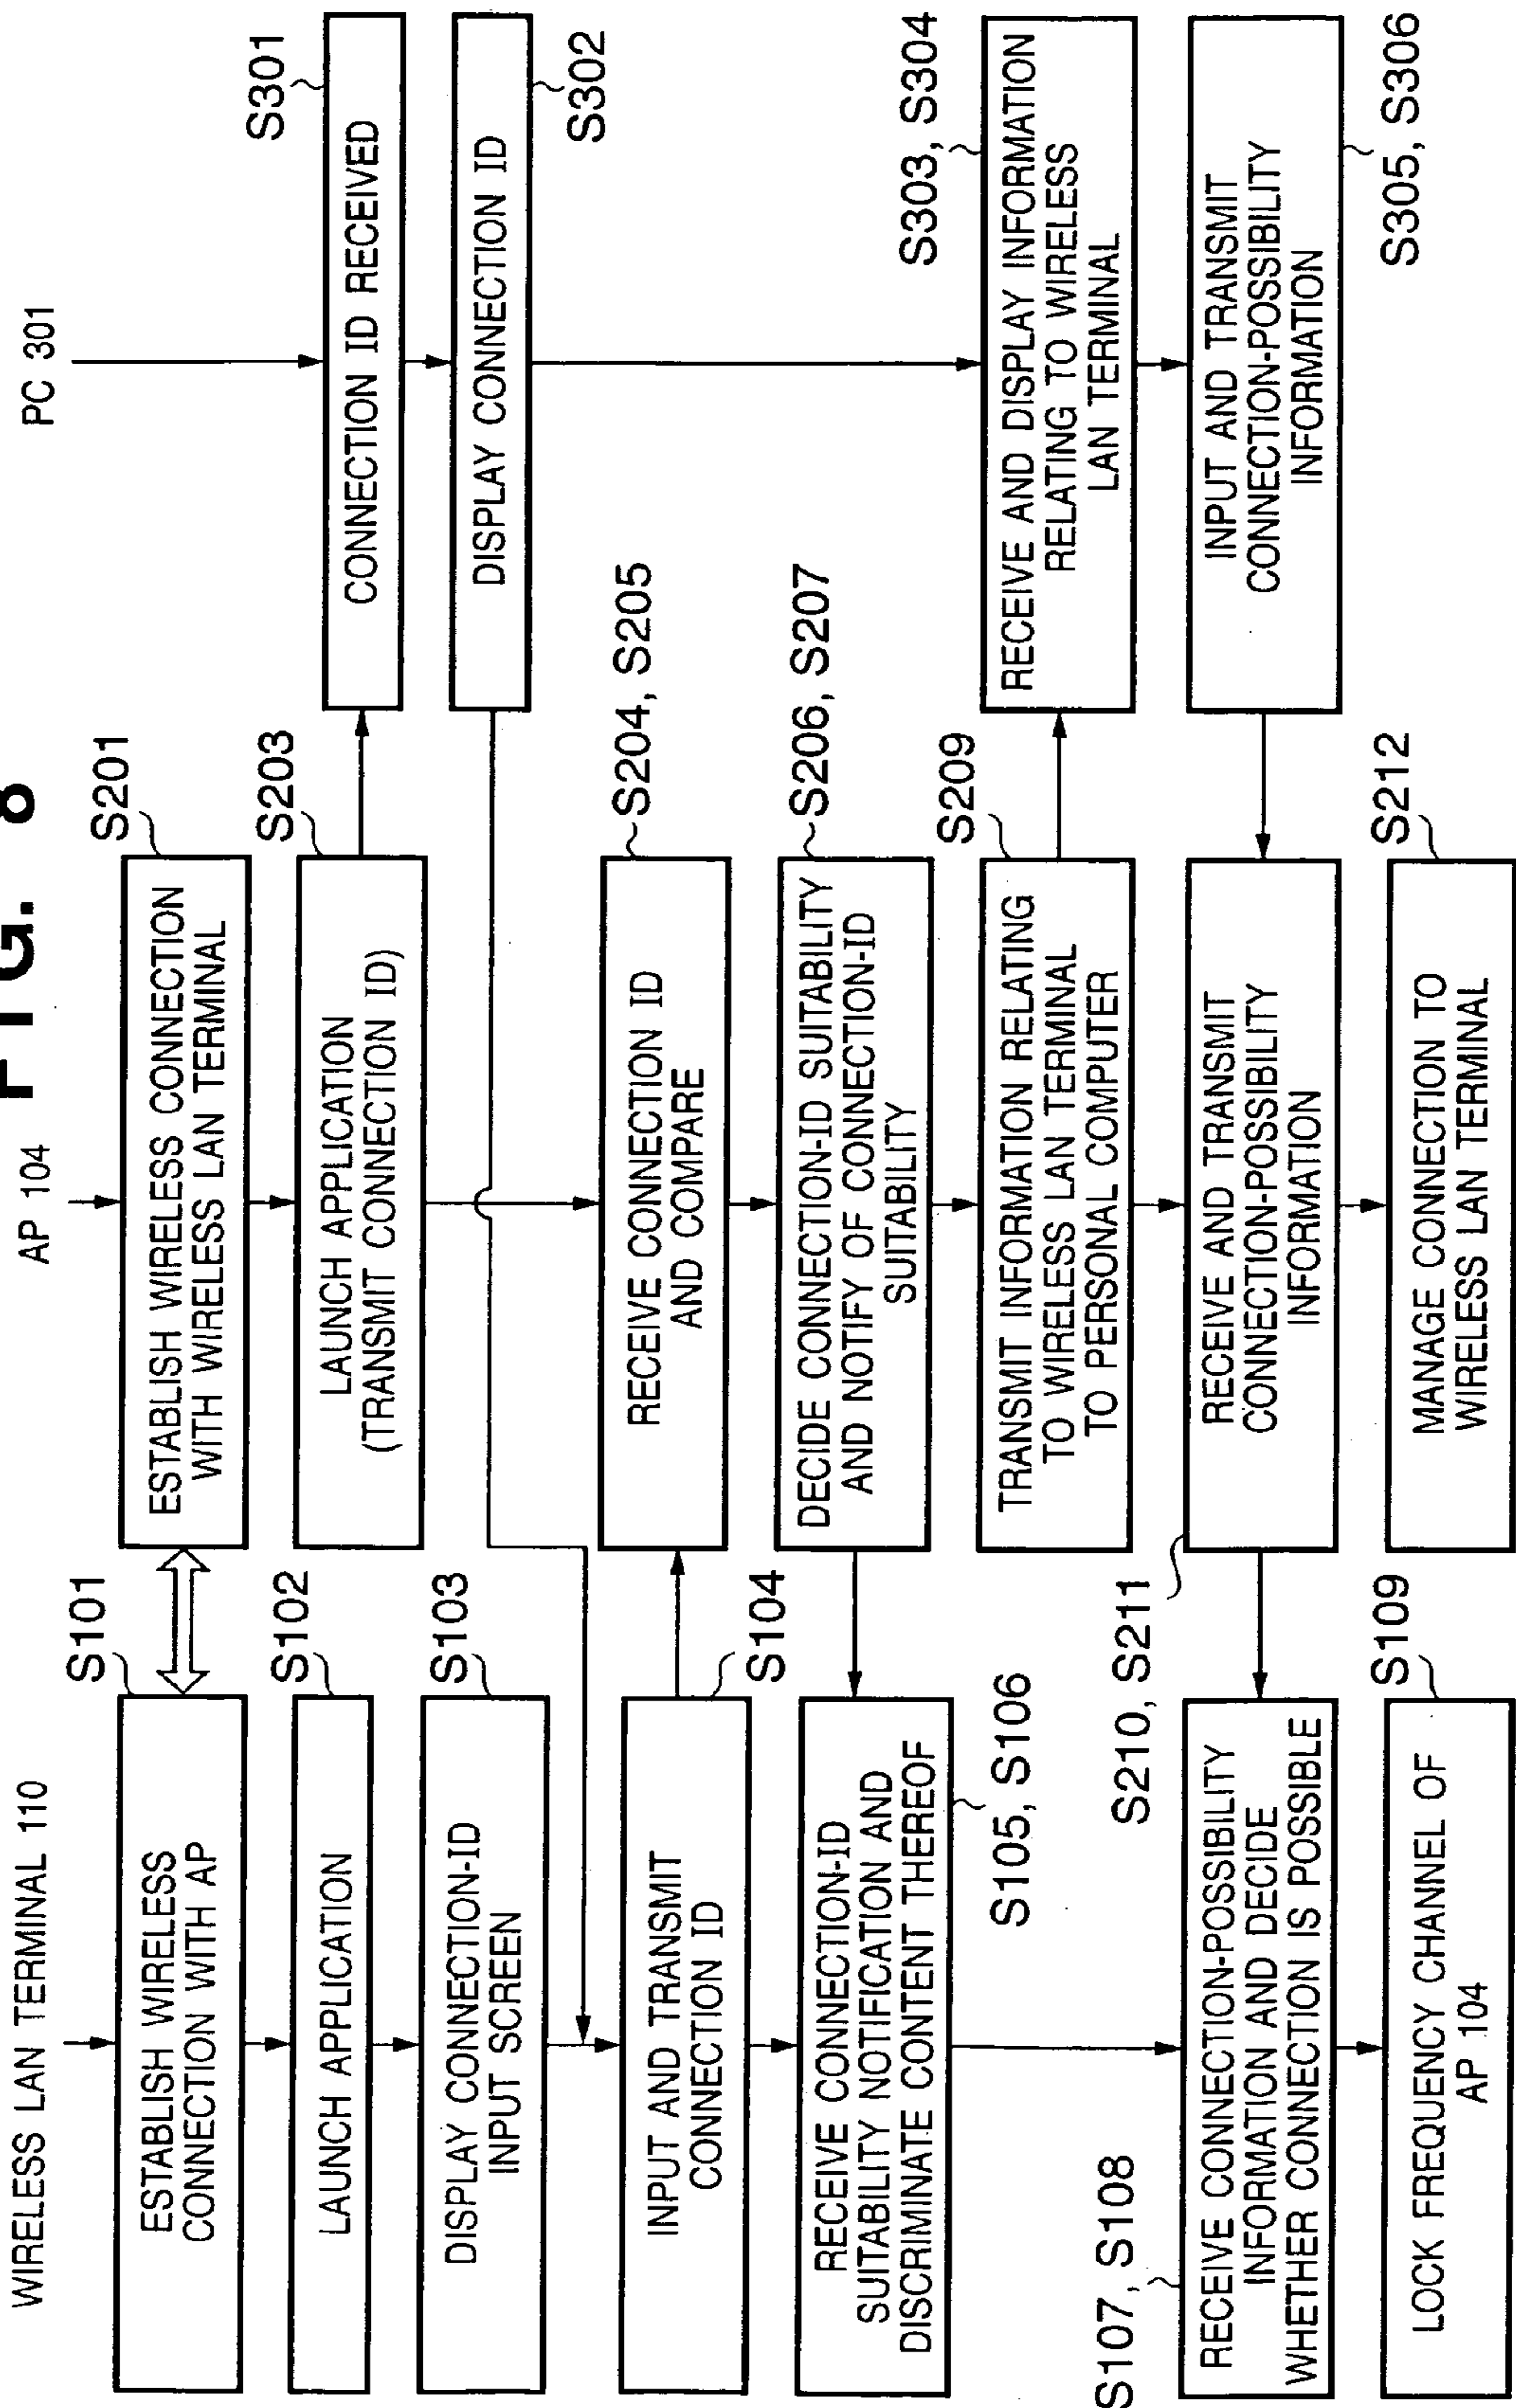 FIG. 8
WIRELESS LAN TERMINAL 110
S101
ESTABLISH WIRELESS
CONNECTION WITH AP
S102
LAUNCH APPLICATION
S103
DISPLAY CONNECTION-ID
INPUT SCREEN
INPUT AND TRANSMIT
CONNECTION ID
S104
RECEIVE CONNECTION-ID
SUITABILITY NOTIFICATION AND
DISCRIMINATE CONTENT THEREOF
S105, S106
S107, S108
RECEIVE CONNECTION-POSSIBILITY
INFORMATION AND DECIDE
WHETHER CONNECTION IS POSSIBLE
S109
LOCK FREQUENCY CHANNEL OF
AP 104
AP 104
S201
ESTABLISH WIRELESS CONNECTION
WITH WIRELESS LAN TERMINAL
S203
LAUNCH APPLICATION
(TRANSMIT CONNECTION ID)
S204, S205
RECEIVE CONNECTION ID
AND COMPARE
S206, S207
DECIDE CONNECTION-ID SUITABILITY
AND NOTIFY OF CONNECTION-ID
SUITABILITY
S209
TRANSMIT INFORMATION RELATING
TO WIRELESS LAN TERMINAL
TO PERSONAL COMPUTER
S210, S211
RECEIVE AND TRANSMIT
CONNECTION-POSSIBILITY
INFORMATION
S212
MANAGE CONNECTION TO
WIRELESS LAN TERMINAL
PC 301
S301
CONNECTION ID RECEIVED
DISPLAY CONNECTION ID
S302
S303, S304
RECEIVE AND DISPLAY INFORMATION
RELATING TO WIRELESS
LAN TERMINAL
INPUT AND TRANSMIT
CONNECTION-POSSIBILITY
INFORMATION
S305, S306